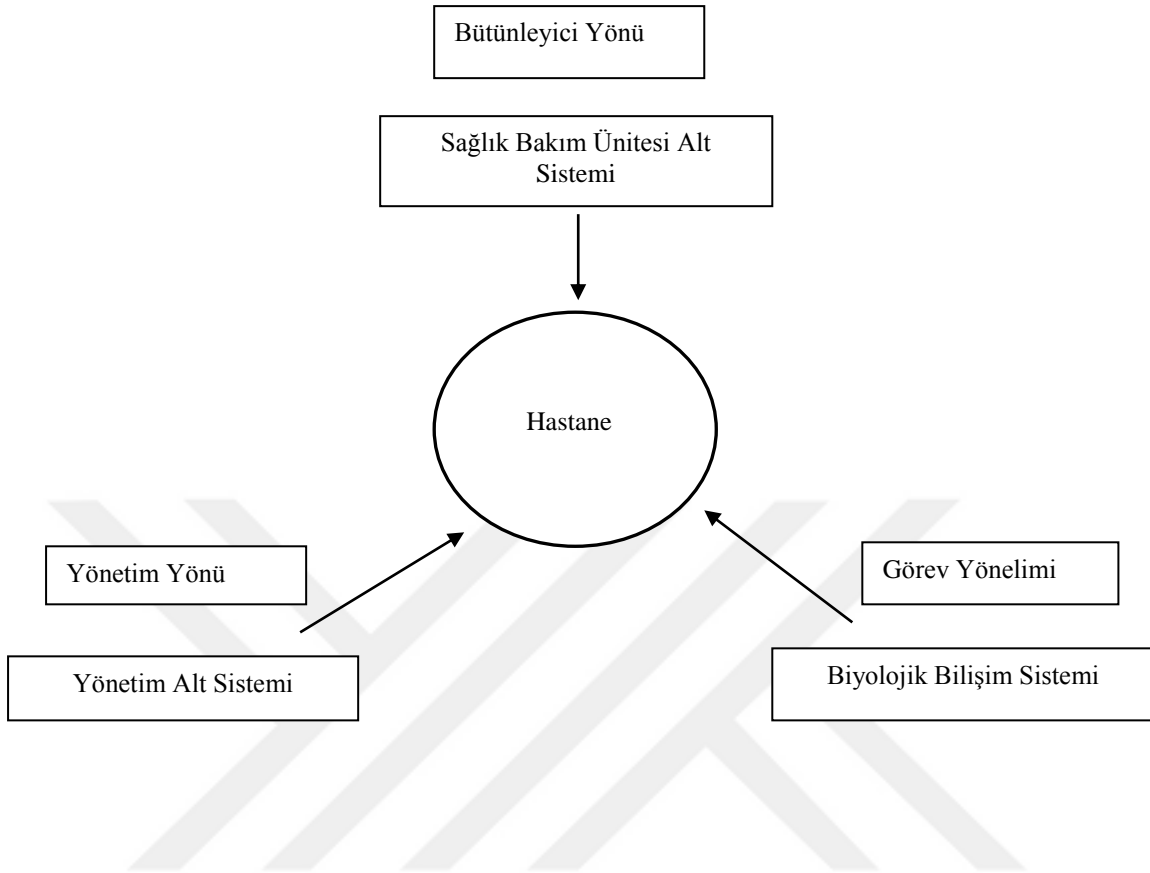 Bütünleyici Yönü
Sağlık Bakım Ünitesi Alt
Sistemi
Hastane
Yönetim Yönü
Görev Yönelimi
Yönetim Alt Sistemi
Biyolojik Bilişim Sistemi